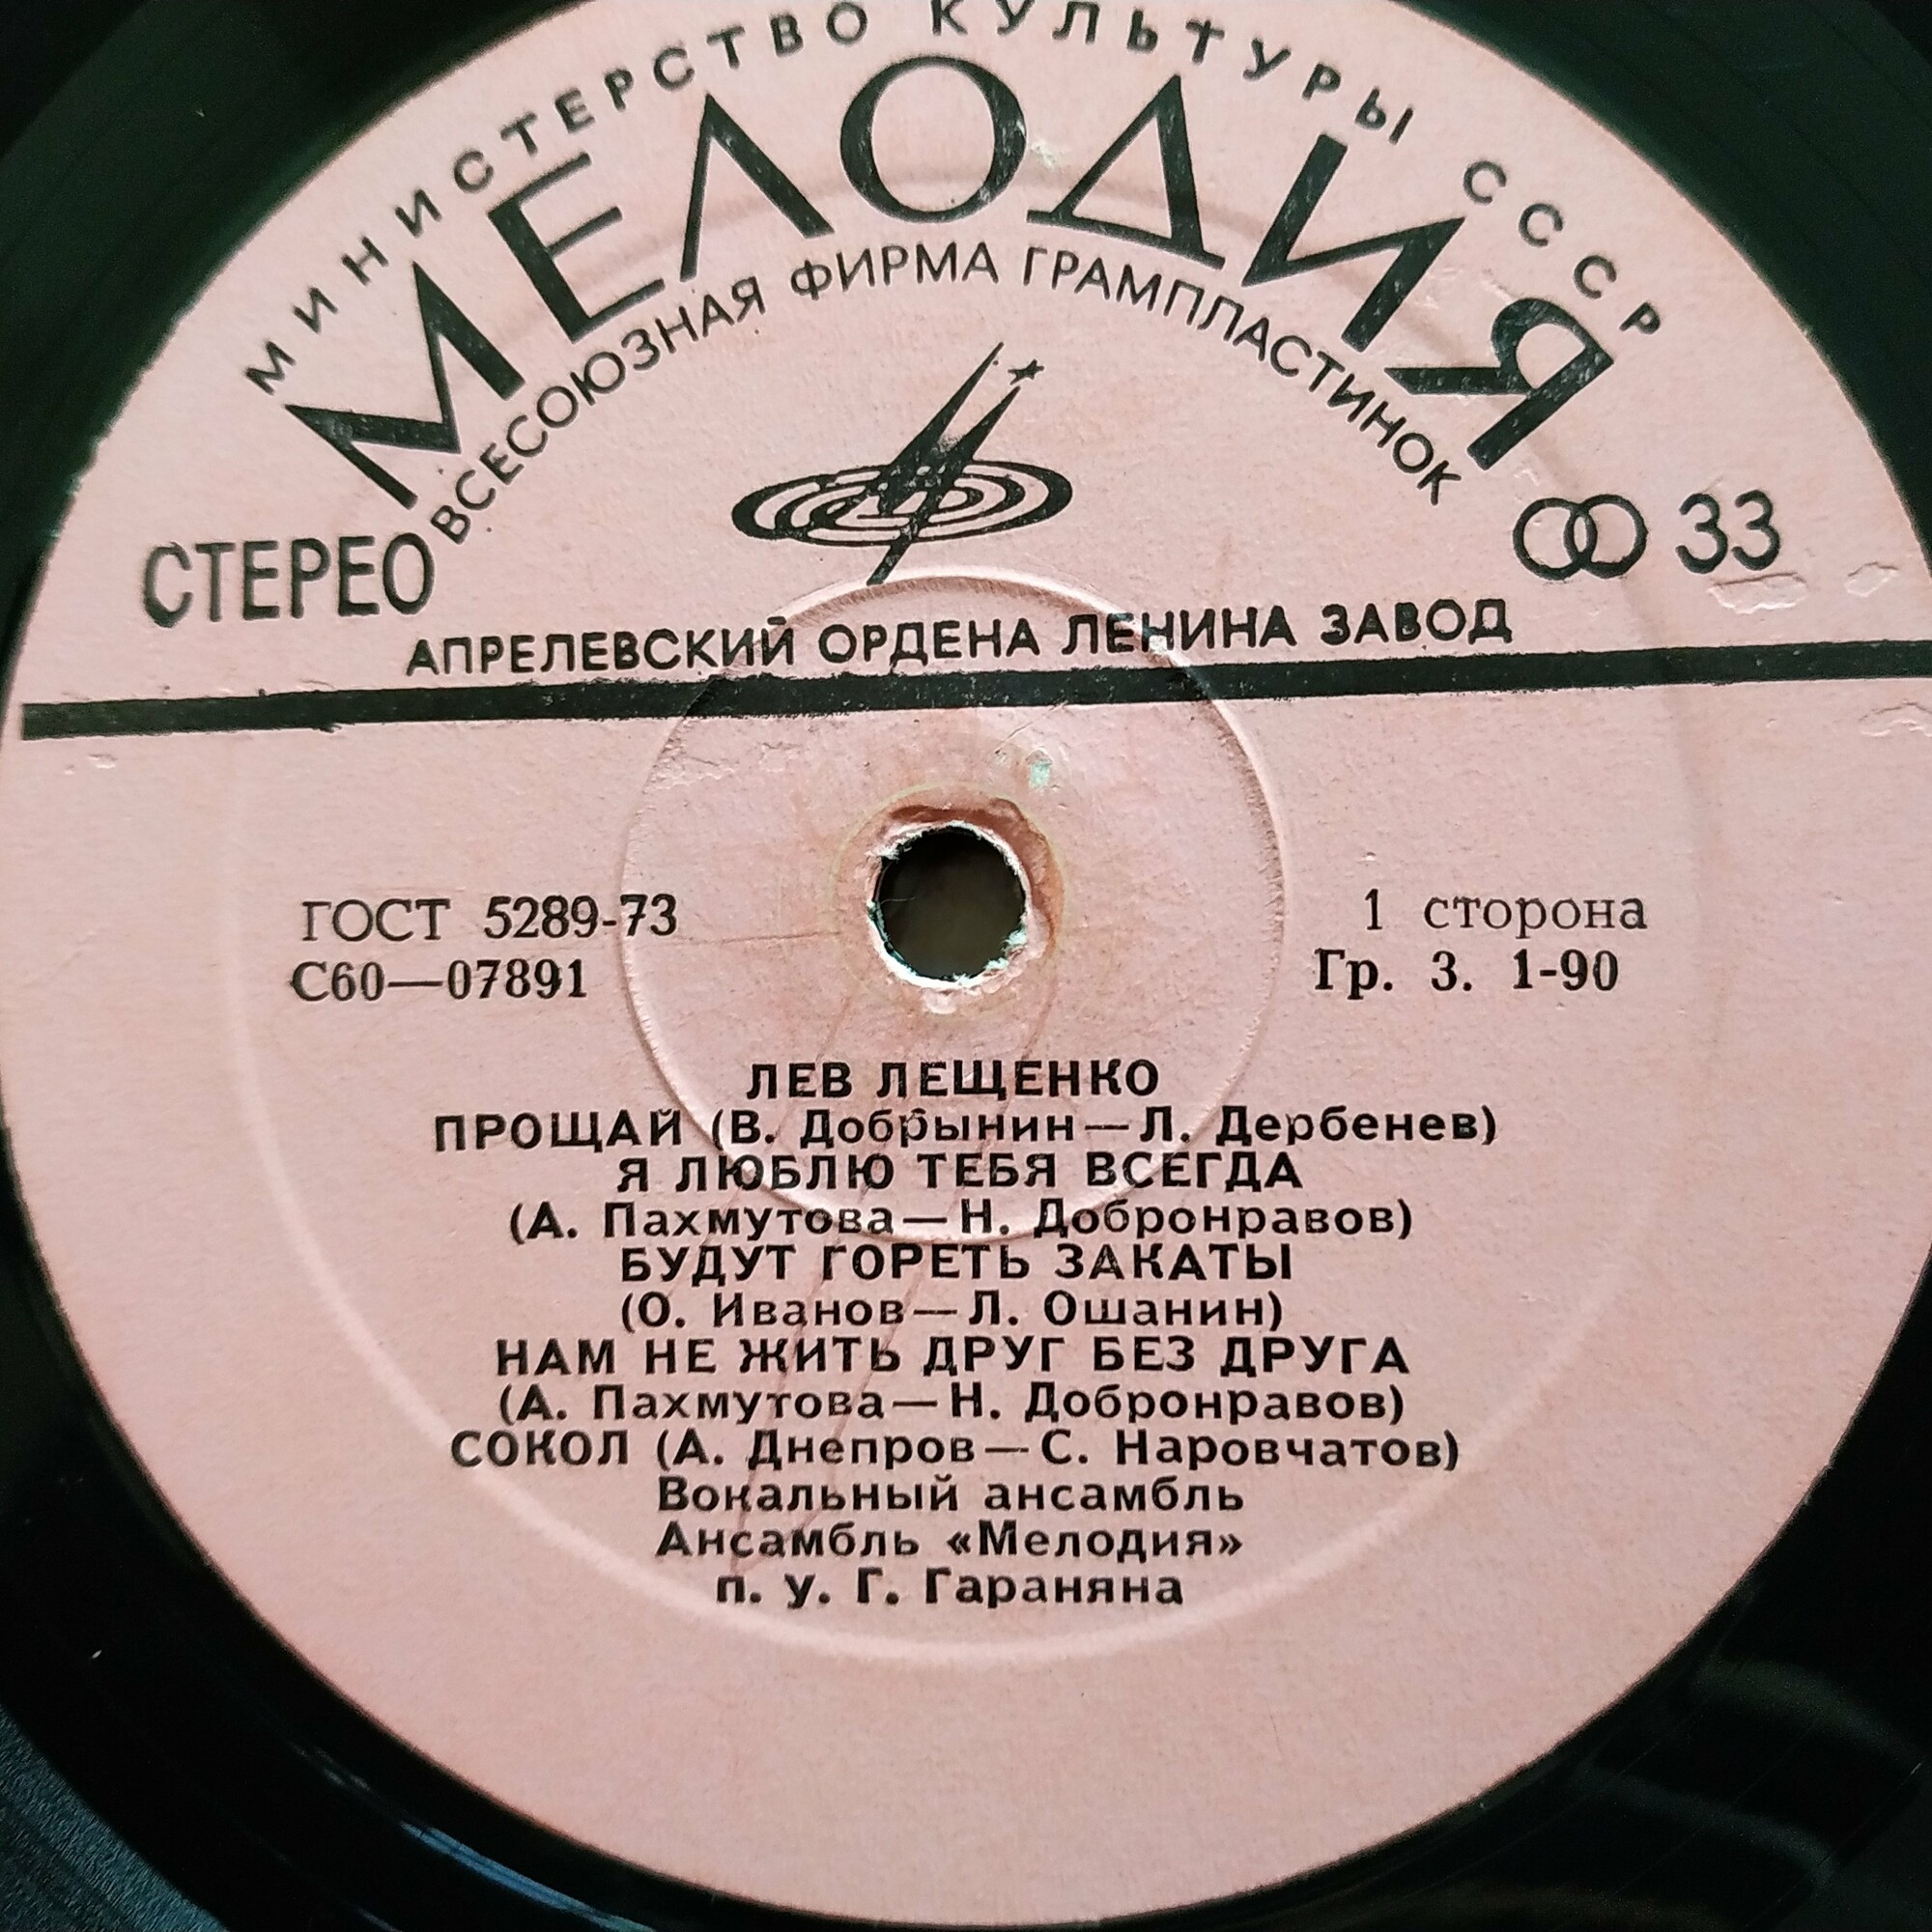 МИНИСТЕРСТВО КУЛЬТУРЫ СССР
МЕЛОДИЯ
ВСЕСОЮЗНАЯ ФИРМА ГРАМПЛАСТИНОК
СТЕРЕО
33
АПРЕЛЕВСКИЙ ОРДЕНА ЛЕНИНА ЗАВОД
ГОСТ 5289-73
1 сторона
С60—07891
Гр. 3. 1-90
ЛЕВ ЛЕЩЕНКО
ПРОЩАЙ (В. Добрынин—Л. Дербенев)
Я ЛЮБЛЮ ТЕБЯ ВСЕГДА
(А. Пахмутова—Н. Добронравов)
БУДУТ ГОРЕТЬ ЗАКАТЫ
(О. Иванов—Л. Ошанин)
НАМ НЕ ЖИТЬ ДРУГ БЕЗ ДРУГА
(А. Пахмутова—Н. Добронравов)
СОКОЛ (А. Днепров—С. Наровчатов)
Вокальный ансамбль
Ансамбль «Мелодия»
п. у. Г. Гараняна